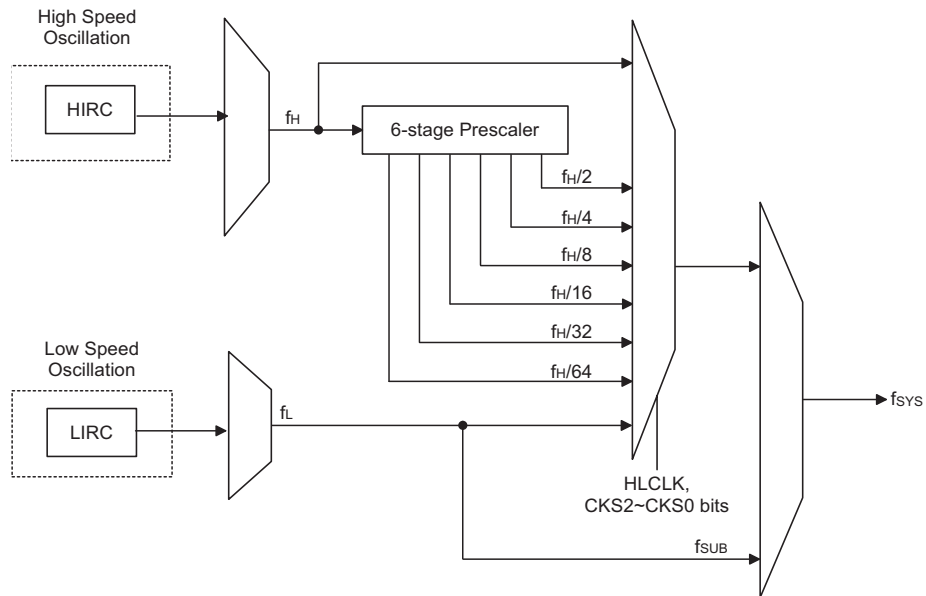 High Speed
Oscillation
HIRC
fH
6-stage Prescaler
fH/2
fH/4
fH/8
fH/16
fH/32
fH/64
Low Speed
Oscillation
LIRC
fL
HLCLK,
CKS2~CKS0 bits
fSUB
fSYS